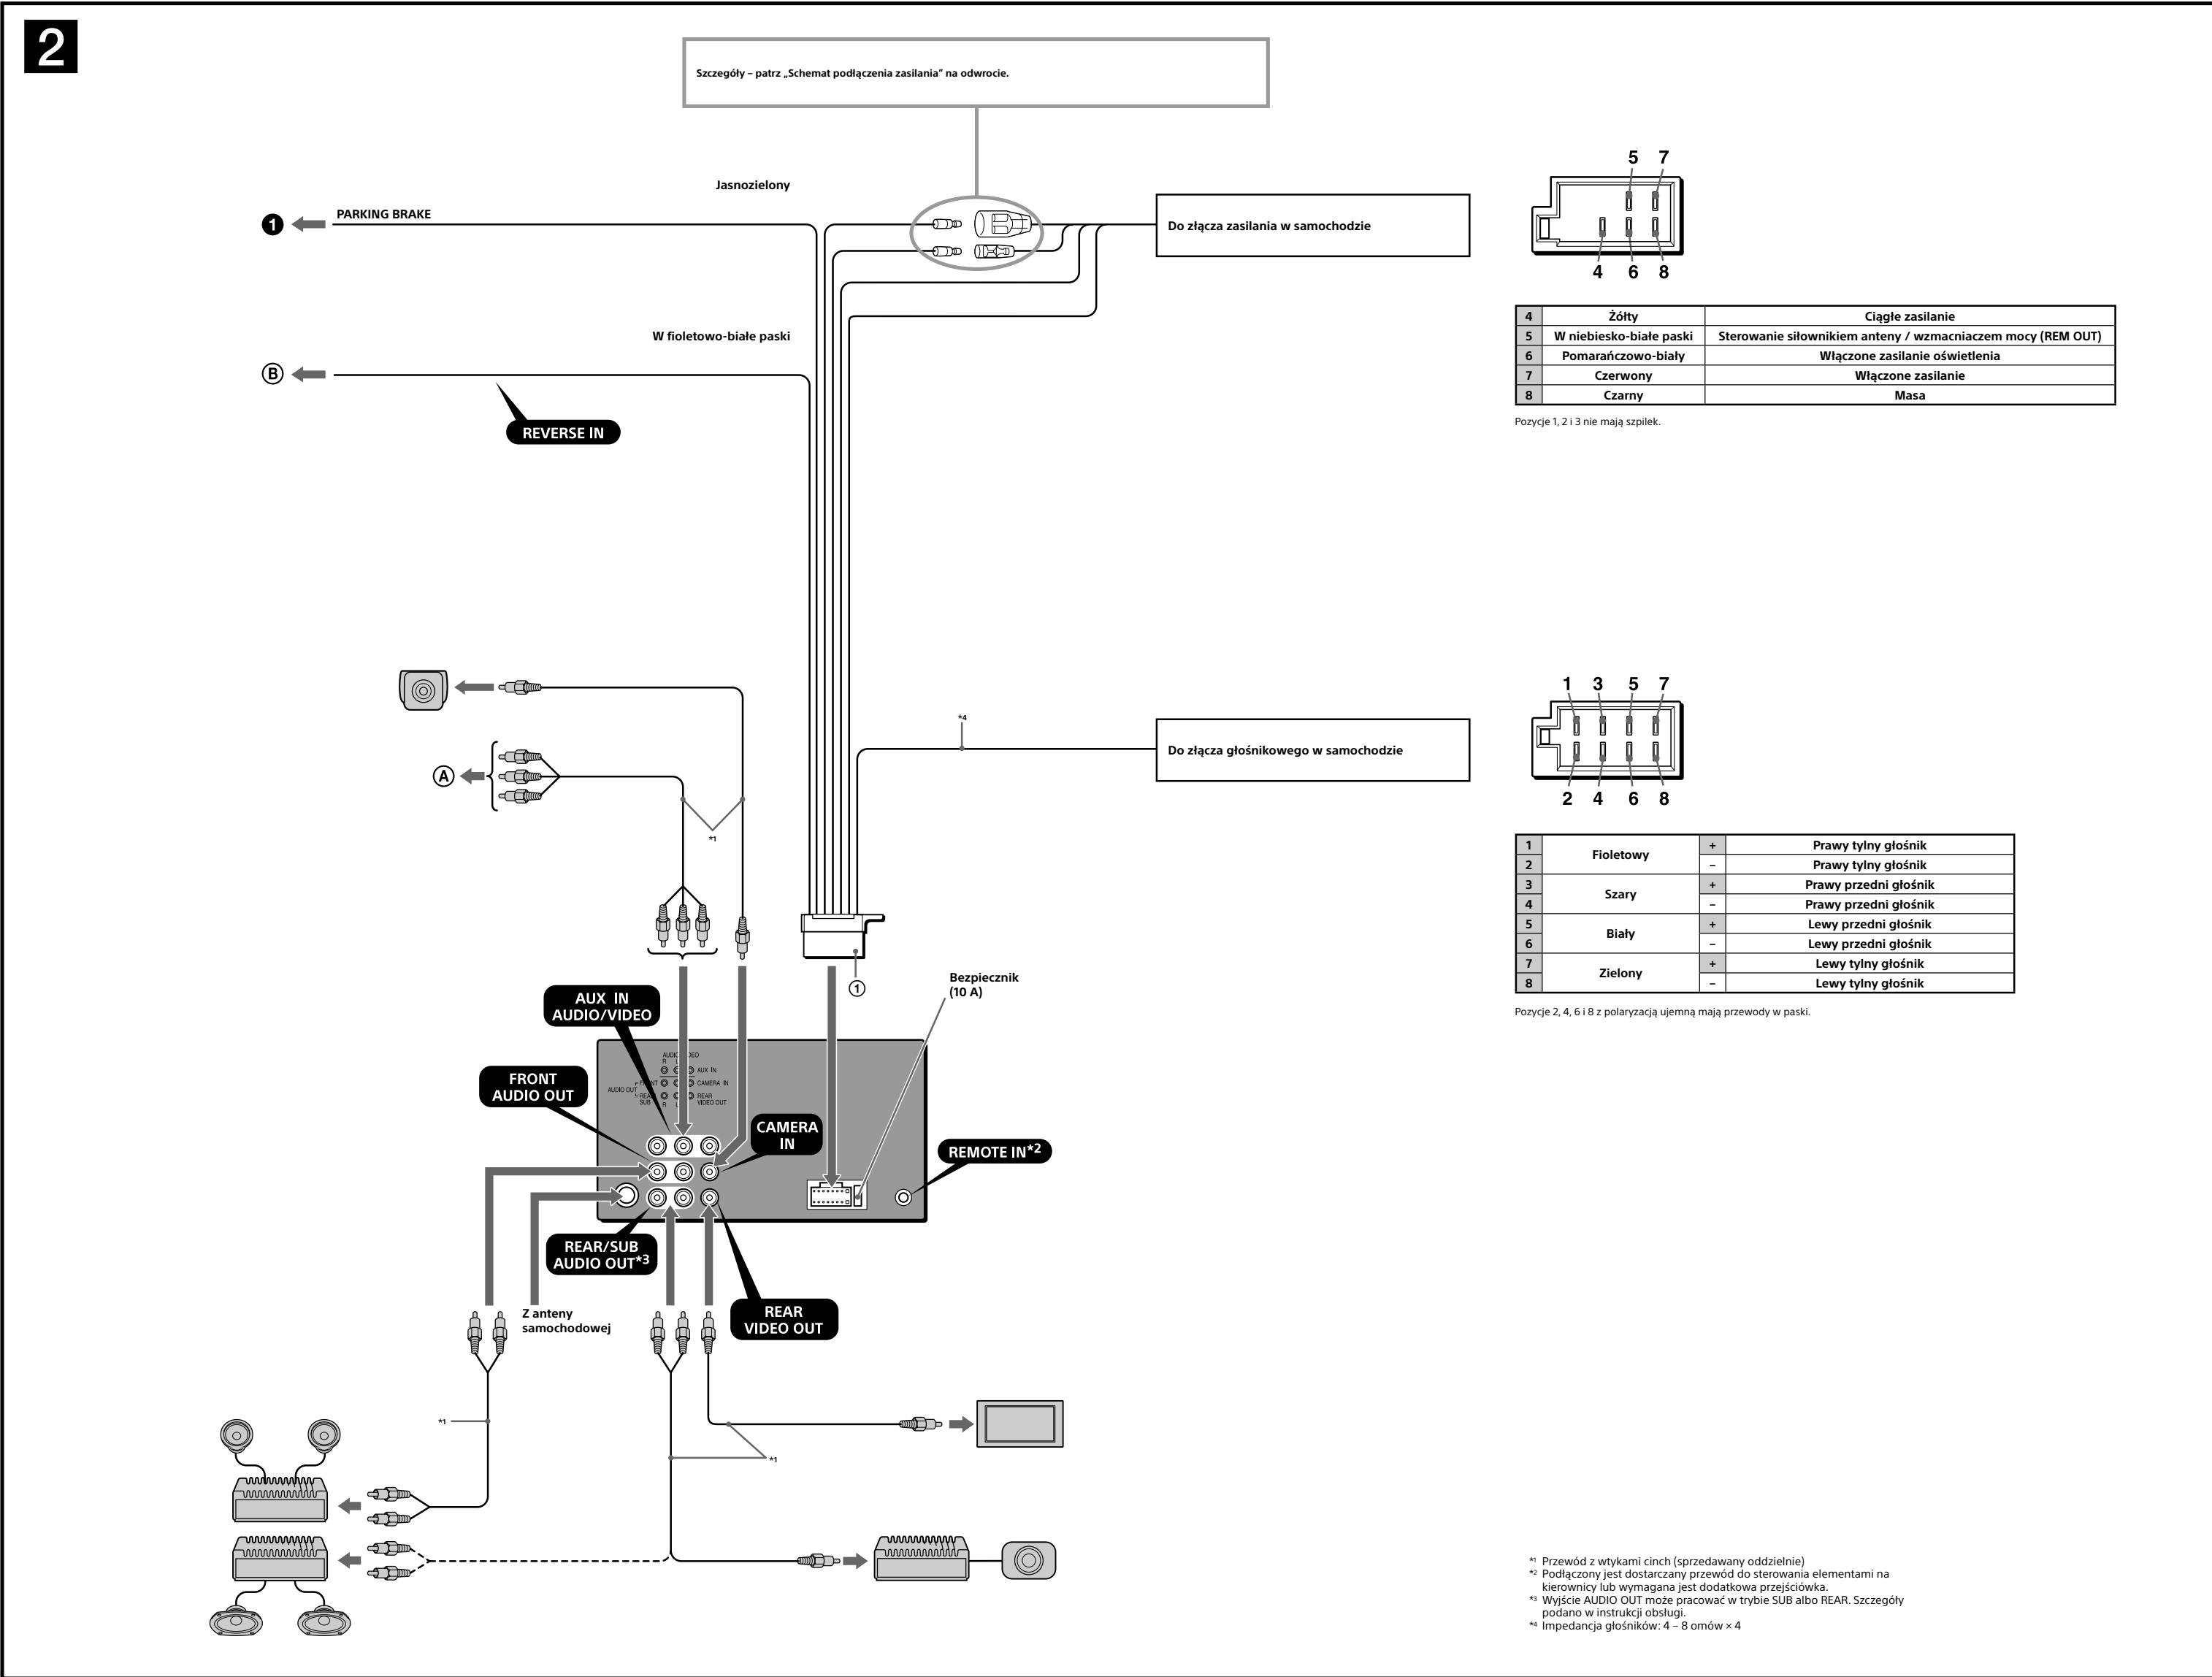 2
Szczegóły – patrz „Schemat podłączenia zasilania” na odwrocie.
Jasnozielony
1
PARKING BRAKE
Do złącza zasilania w samochodzie
5 7
4 6 8
W fioletowo-białe paski
B
REVERSE IN
4 Żółty Ciągłe zasilanie
5 W niebiesko-białe paski Sterowanie siłownikiem anteny / wzmacniaczem mocy (REM OUT)
6 Pomarańczowo-biały Włączone zasilanie oświetlenia
7 Czerwony Włączone zasilanie
8 Czarny Masa
Pozycje 1, 2 i 3 nie mają szpilek.
A
*1
*4
Do złącza głośnikowego w samochodzie
1 3 5 7
2 4 6 8
1 Fioletowy + Prawy tylny głośnik
2 – Prawy tylny głośnik
3 Szary + Prawy przedni głośnik
4 – Prawy przedni głośnik
5 Biały + Lewy przedni głośnik
6 – Lewy przedni głośnik
7 Zielony + Lewy tylny głośnik
8 – Lewy tylny głośnik
Pozycje 2, 4, 6 i 8 z polaryzacją ujemną mają przewody w paski.
1
Bezpiecznik
(10 A)
AUX IN
AUDIO/VIDEO
R
AUX IN
CAMERA IN
AUDIO OUT
SUB
R
REAR
VIDEO OUT
FRONT
AUDIO OUT
CAMERA
IN
REMOTE IN*2
REAR/SUB
AUDIO OUT*3
REAR
VIDEO OUT
Z anteny
samochodowej
*1
*1
*1 Przewód z wtykami cinch (sprzedawany oddzielnie)
*2 Podłączony jest dostarczany przewód do sterowania elementami na
kierownicy lub wymagana jest dodatkowa przejściówka.
*3 Wyjście AUDIO OUT może pracować w trybie SUB albo REAR. Szczegóły
podano w instrukcji obsługi.
*4 Impedancja głośników: 4 – 8 omów × 4